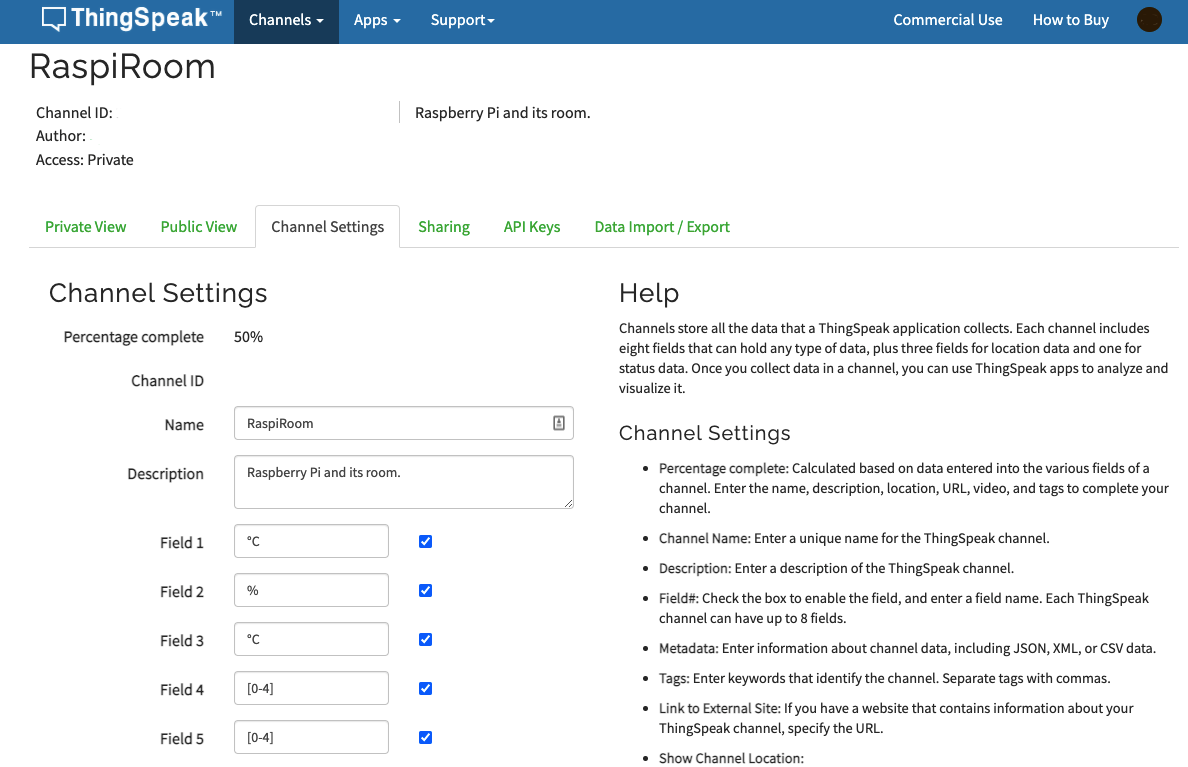 ThingSpeak™ Channels Apps Support Commercial Use How to Buy
RaspiRoom
Channel ID:
Author:
Access: Private
Raspberry Pi and its room.
Private View Public View Channel Settings Sharing API Keys Data Import / Export
Channel Settings
Percentage complete 50%
Channel ID
Name RaspiRoom
Description Raspberry Pi and its room.
Field 1 °C
Field 2 %
Field 3 °C
Field 4 [0-4]
Field 5 [0-4]
Help
Channels store all the data that a ThingSpeak application collects. Each channel includes
eight fields that can hold any type of data, plus three fields for location data and one for
status data. Once you collect data in a channel, you can use ThingSpeak apps to analyze and
visualize it.
Channel Settings
• Percentage complete: Calculated based on data entered into the various fields of a
channel. Enter the name, description, location, URL, video, and tags to complete your
channel.
• Channel Name: Enter a unique name for the ThingSpeak channel.
• Description: Enter a description of the ThingSpeak channel.
• Field#: Check the box to enable the field, and enter a field name. Each ThingSpeak
channel can have up to 8 fields.
• Metadata: Enter information about channel data, including JSON, XML, or CSV data.
• Tags: Enter keywords that identify the channel. Separate tags with commas.
• Link to External Site: If you have a website that contains information about your
ThingSpeak channel, specify the URL.
• Show Channel Location: